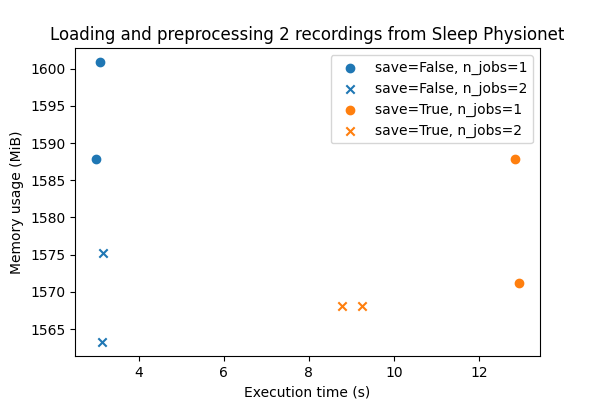 Loading and preprocessing 2 recordings from Sleep Physionet
save=False, n_jobs=1
save=False, n_jobs=2
save=True, n_jobs=1
save=True, n_jobs=2
Memory usage (MiB)
1600
1595
1590
1585
1580
1575
1570
1565
4 6 8 10 12
Execution time (s)